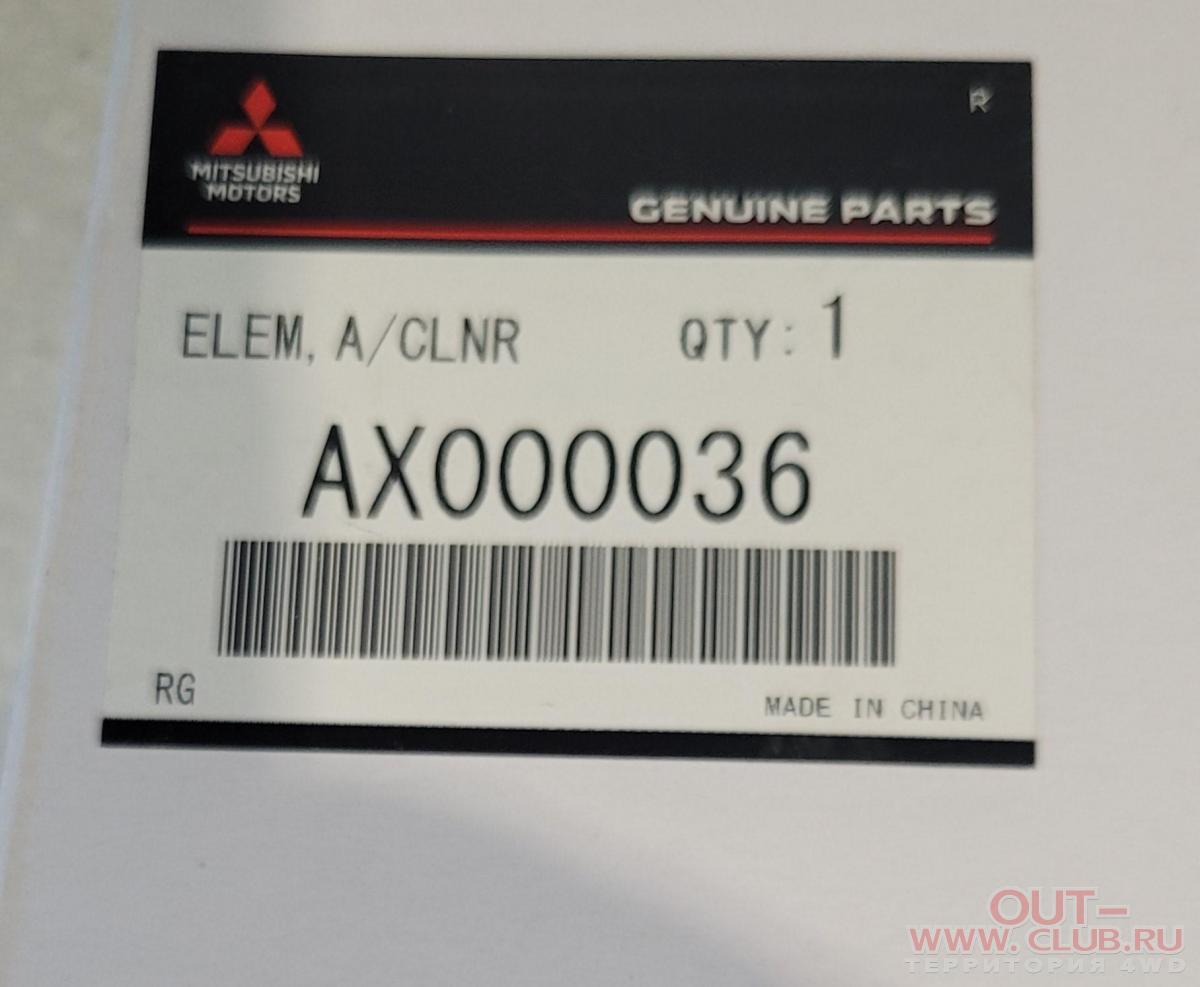 R
MITSUBISHI
MOTORS
GENUINE PARTS
ELEM, A/CLNR QTY: 1
AX000036
RG
MADE IN CHINA
OUT-
WWW.CLUB.RU
ТЕРРИТОРИЯ 4WD